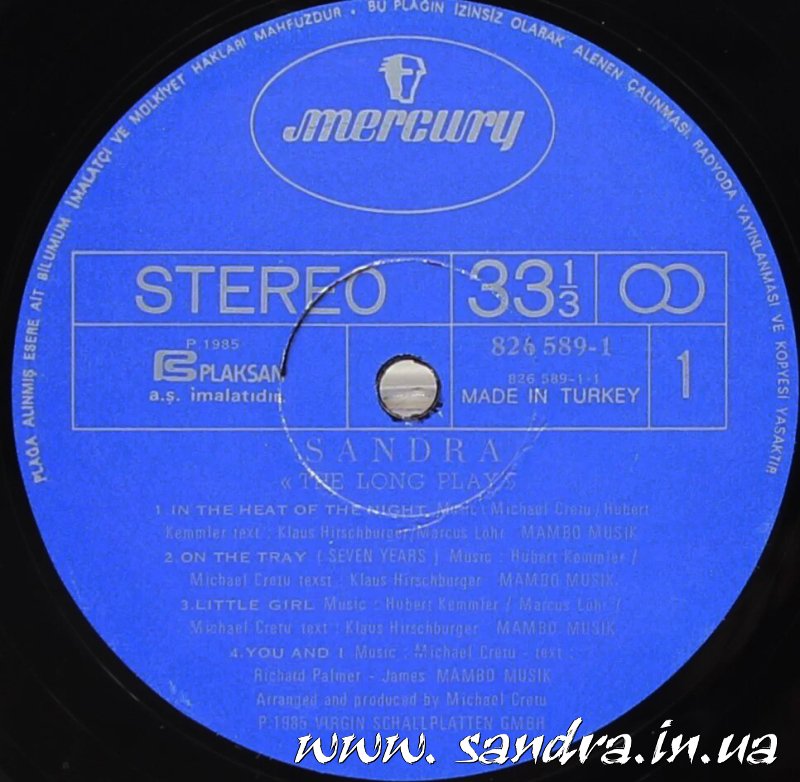 PLAĞA ALINMIŞ ESERE AİT BİLUMUM İMALATÇI VE MÜLKİYET HAKLARI MAHFUZDUR • BU PLAĞIN İZİNSİZ OLARAK ALENEN ÇALINMASI RADYODA YAYINLANMASI VE KOPYESİ YASAKTIR
mercury
STEREO
33 1/3
P.1985
PLAKSAN
a.ş. imalatıdır.
826 589-1
826 589-1-1
MADE IN TURKEY
1
SANDRA
« THE LONG PLAY »
1.IN THE HEAT OF THE NIGHT. Music : Michael Cretu / Hubert
Kemmler text : Klaus Hirschburger/Marcus Löhr MAMBO MUSIK
2.ON THE TRAY ( SEVEN YEARS ) Music : Hubert Kemmler /
Michael Cretu texst : Klaus Hirschburger MAMBO MUSIK
3.LITTLE GIRL Music : Hubert Kemmler / Marcus Löhr /
Michael Cretu text : Klaus Hirschburger MAMBO MUSIK
4.YOU AND I Music : Michael Cretu - text :
Richard Palmer - James MAMBO MUSIK
Arranged and produced by Michael Cretu
P.1985 VIRGIN SCHALLPLATTEN GMBH
www. sandra.in.ua